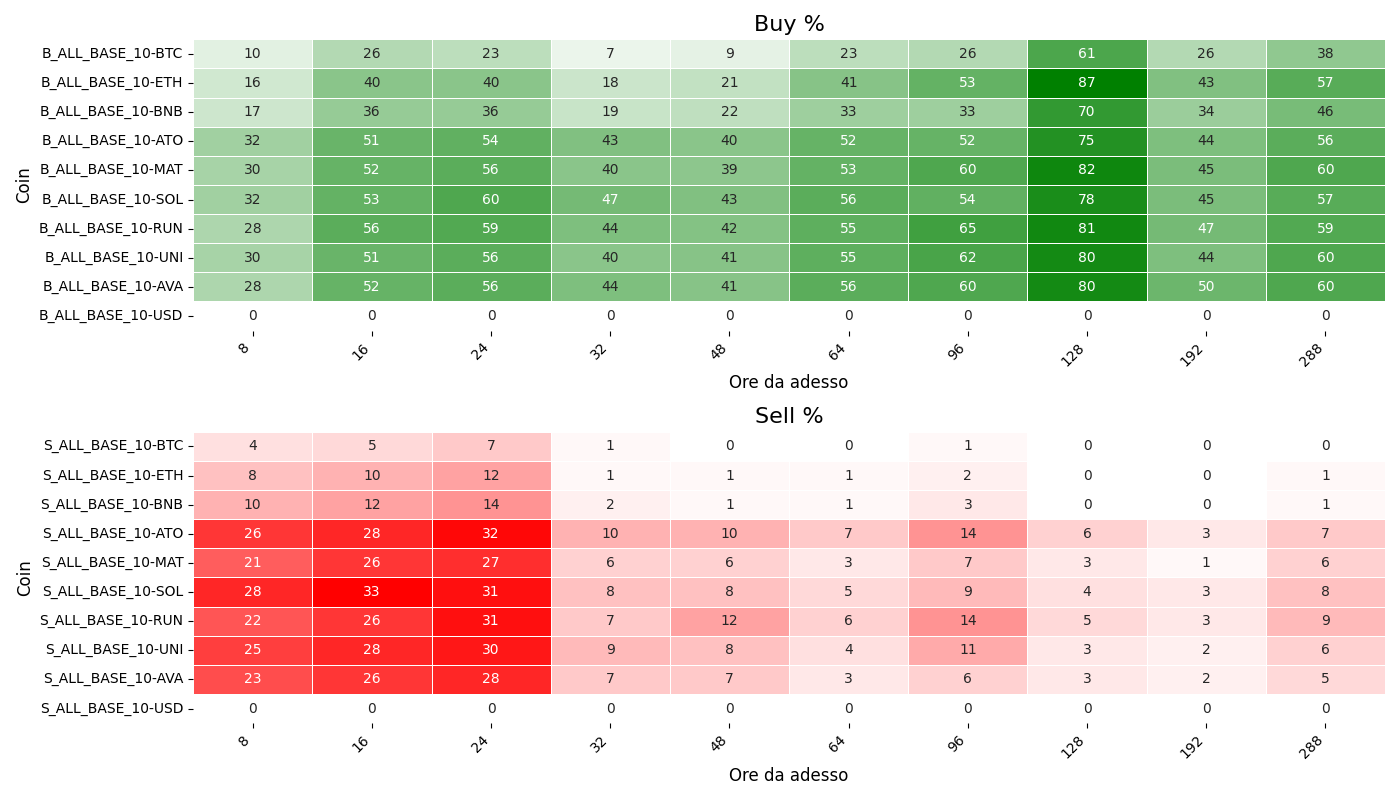 Buy %
Coin
B_ALL_BASE_10-BTC 10 26 23 7 9 23 26 61 26 38
B_ALL_BASE_10-ETH 16 40 40 18 21 41 53 87 43 57
B_ALL_BASE_10-BNB 17 36 36 19 22 33 33 70 34 46
B_ALL_BASE_10-ATO 32 51 54 43 40 52 52 75 44 56
B_ALL_BASE_10-MAT 30 52 56 40 39 53 60 82 45 60
B_ALL_BASE_10-SOL 32 53 60 47 43 56 54 78 45 57
B_ALL_BASE_10-RUN 28 56 59 44 42 55 65 81 47 59
B_ALL_BASE_10-UNI 30 51 56 40 41 55 62 80 44 60
B_ALL_BASE_10-AVA 28 52 56 44 41 56 60 80 50 60
B_ALL_BASE_10-USD 0 0 0 0 0 0 0 0 0 0
8 16 24 32 48 64 96 128 192 288
Ore da adesso
Sell %
Coin
S_ALL_BASE_10-BTC 4 5 7 1 0 0 1 0 0 0
S_ALL_BASE_10-ETH 8 10 12 1 1 1 2 0 0 1
S_ALL_BASE_10-BNB 10 12 14 2 1 1 3 0 0 1
S_ALL_BASE_10-ATO 26 28 32 10 10 7 14 6 3 7
S_ALL_BASE_10-MAT 21 26 27 6 6 3 7 3 1 6
S_ALL_BASE_10-SOL 28 33 31 8 8 5 9 4 3 8
S_ALL_BASE_10-RUN 22 26 31 7 12 6 14 5 3 9
S_ALL_BASE_10-UNI 25 28 30 9 8 4 11 3 2 6
S_ALL_BASE_10-AVA 23 26 28 7 7 3 6 3 2 5
S_ALL_BASE_10-USD 0 0 0 0 0 0 0 0 0 0
8 16 24 32 48 64 96 128 192 288
Ore da adesso